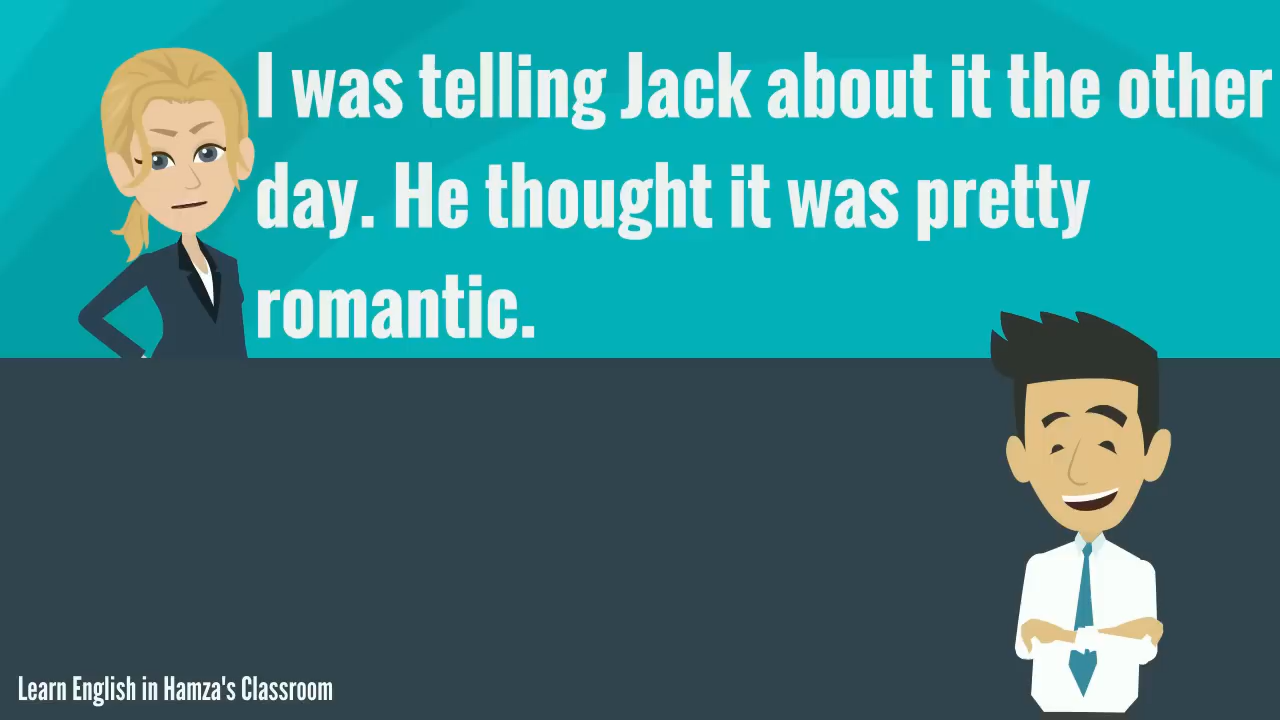 I was telling Jack about it the other
day. He thought it was pretty
romantic.
Learn English in Hamza's Classroom